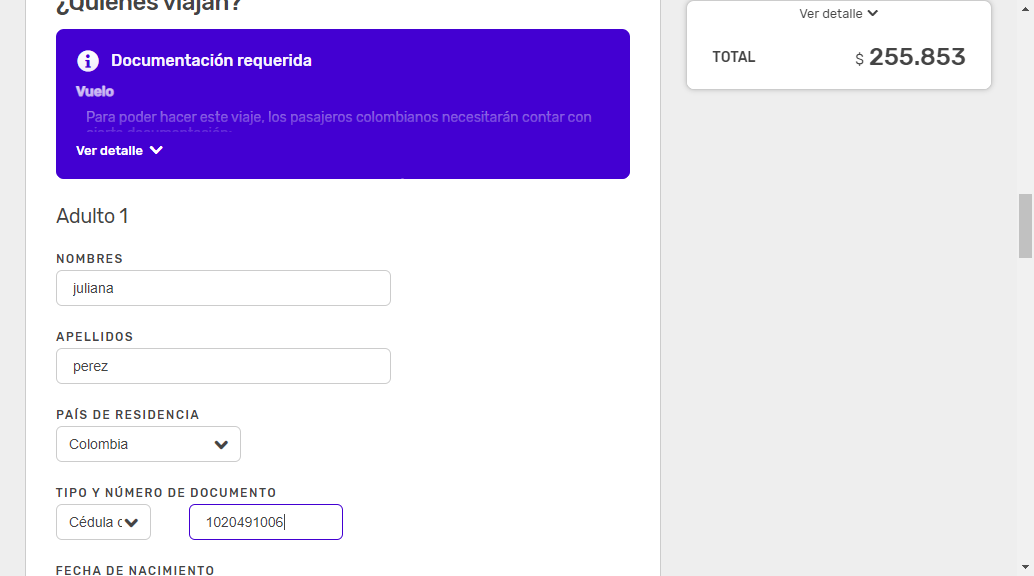 ¿Quiénes viajan?
Documentación requerida
Vuelo
Para poder hacer este viaje, los pasajeros colombianos necesitarán contar con
cierta documentación:
Ver detalle
Adulto 1
NOMBRES
juliana
APELLIDOS
perez
PAÍS DE RESIDENCIA
Colombia
TIPO Y NÚMERO DE DOCUMENTO
Cédula c
1020491006
FECHA DE NACIMIENTO
Ver detalle
TOTAL $ 255.853